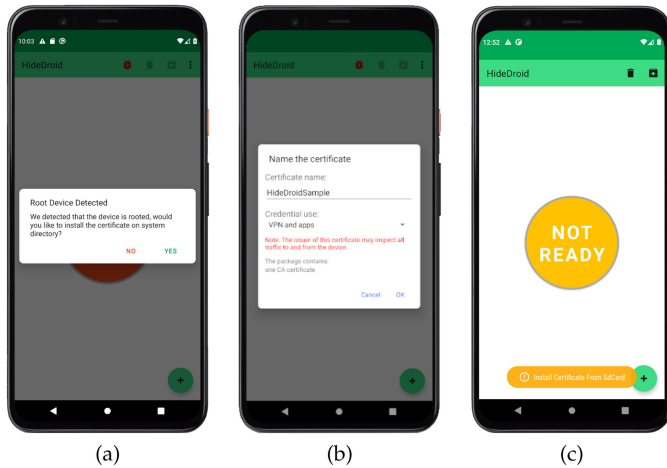 10:03
HideDroid
Root Device Detected
We detected that the device is rooted, would
you like to install the certificate on system
directory?
NO YES
+
(a)
HideDroid
Name the certificate
Certificate name:
HideDroidSample
Credential use:
VPN and apps
Note: The issuer of this certificate may inspect all
traffic to and from the device.
The package contains:
one CA certificate
Cancel OK
+
(b)
12:52
HideDroid
NOT
READY
Install Certificate From SdCard
+
(c)